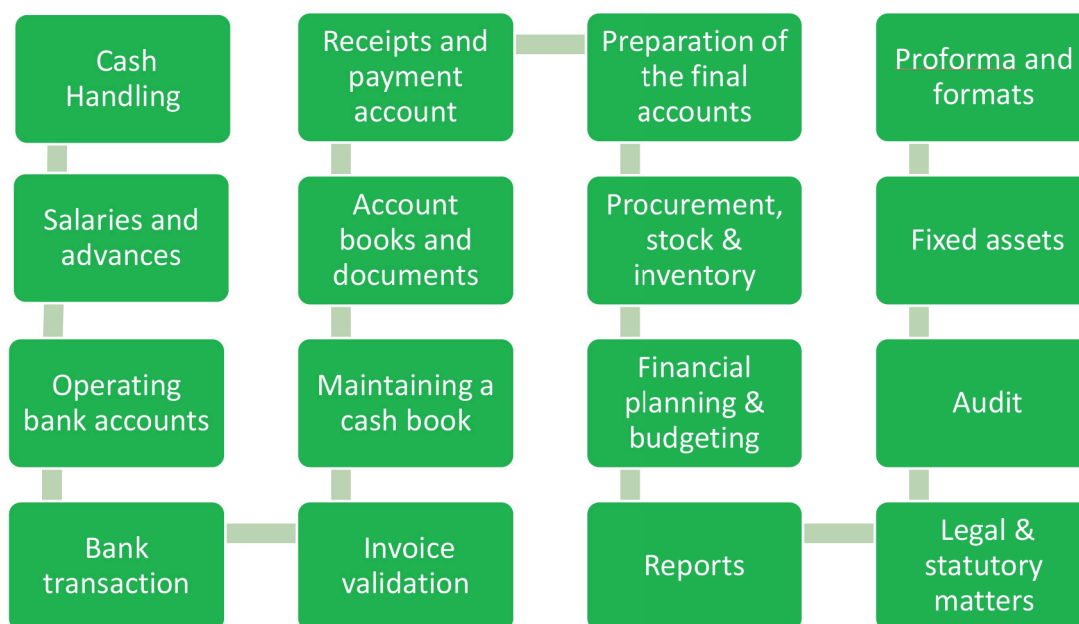 Cash
Handling
Salaries and
advances
Operating
bank accounts
Bank
transaction
Invoice
validation
Maintaining a
cash book
Account
books and
documents
Receipts and
payment
account
Preparation of
the final
accounts
Procurement,
stock &
inventory
Financial
planning &
budgeting
Reports
Legal &
statutory
matters
Audit
Fixed assets
Proforma and
formats